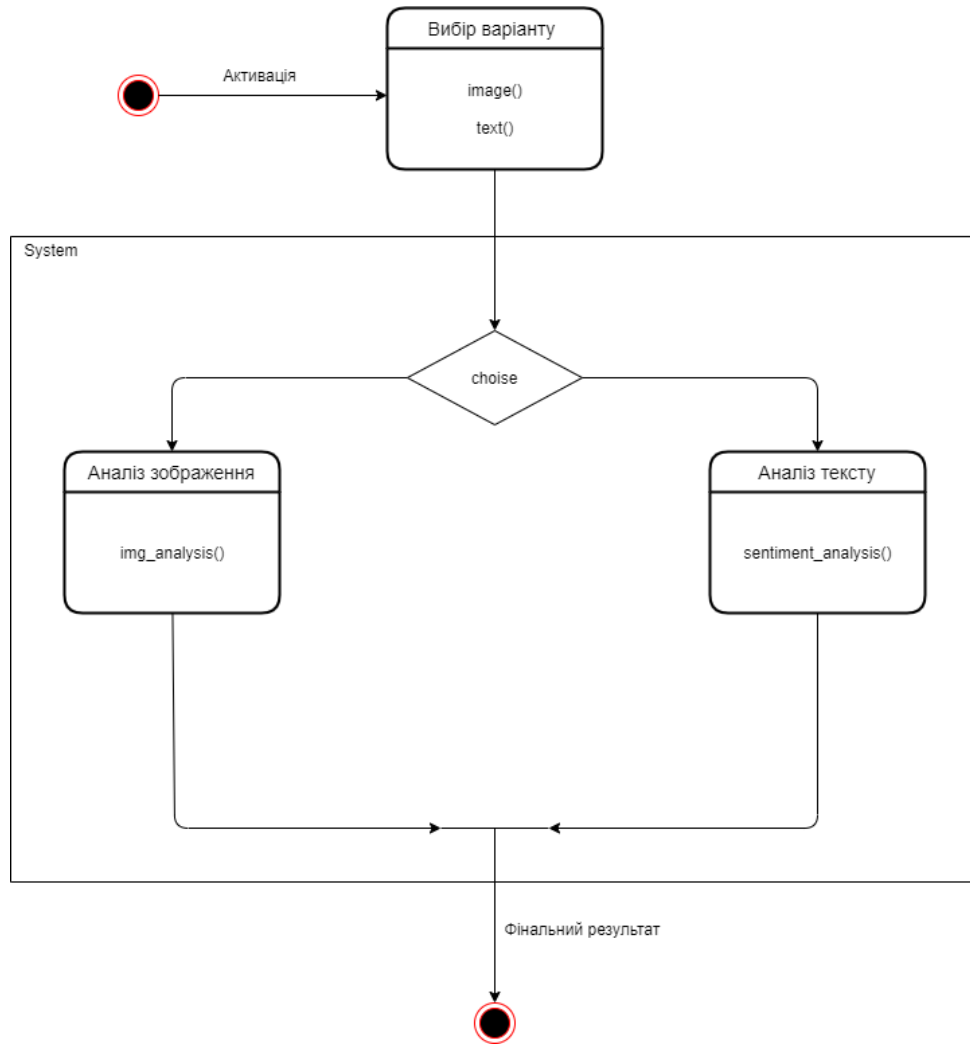 Вибір варіанту
Активація
image()
text()
System
choise
Аналіз зображення
Аналіз тексту
img_analysis()
sentiment_analysis()
Фінальний результат